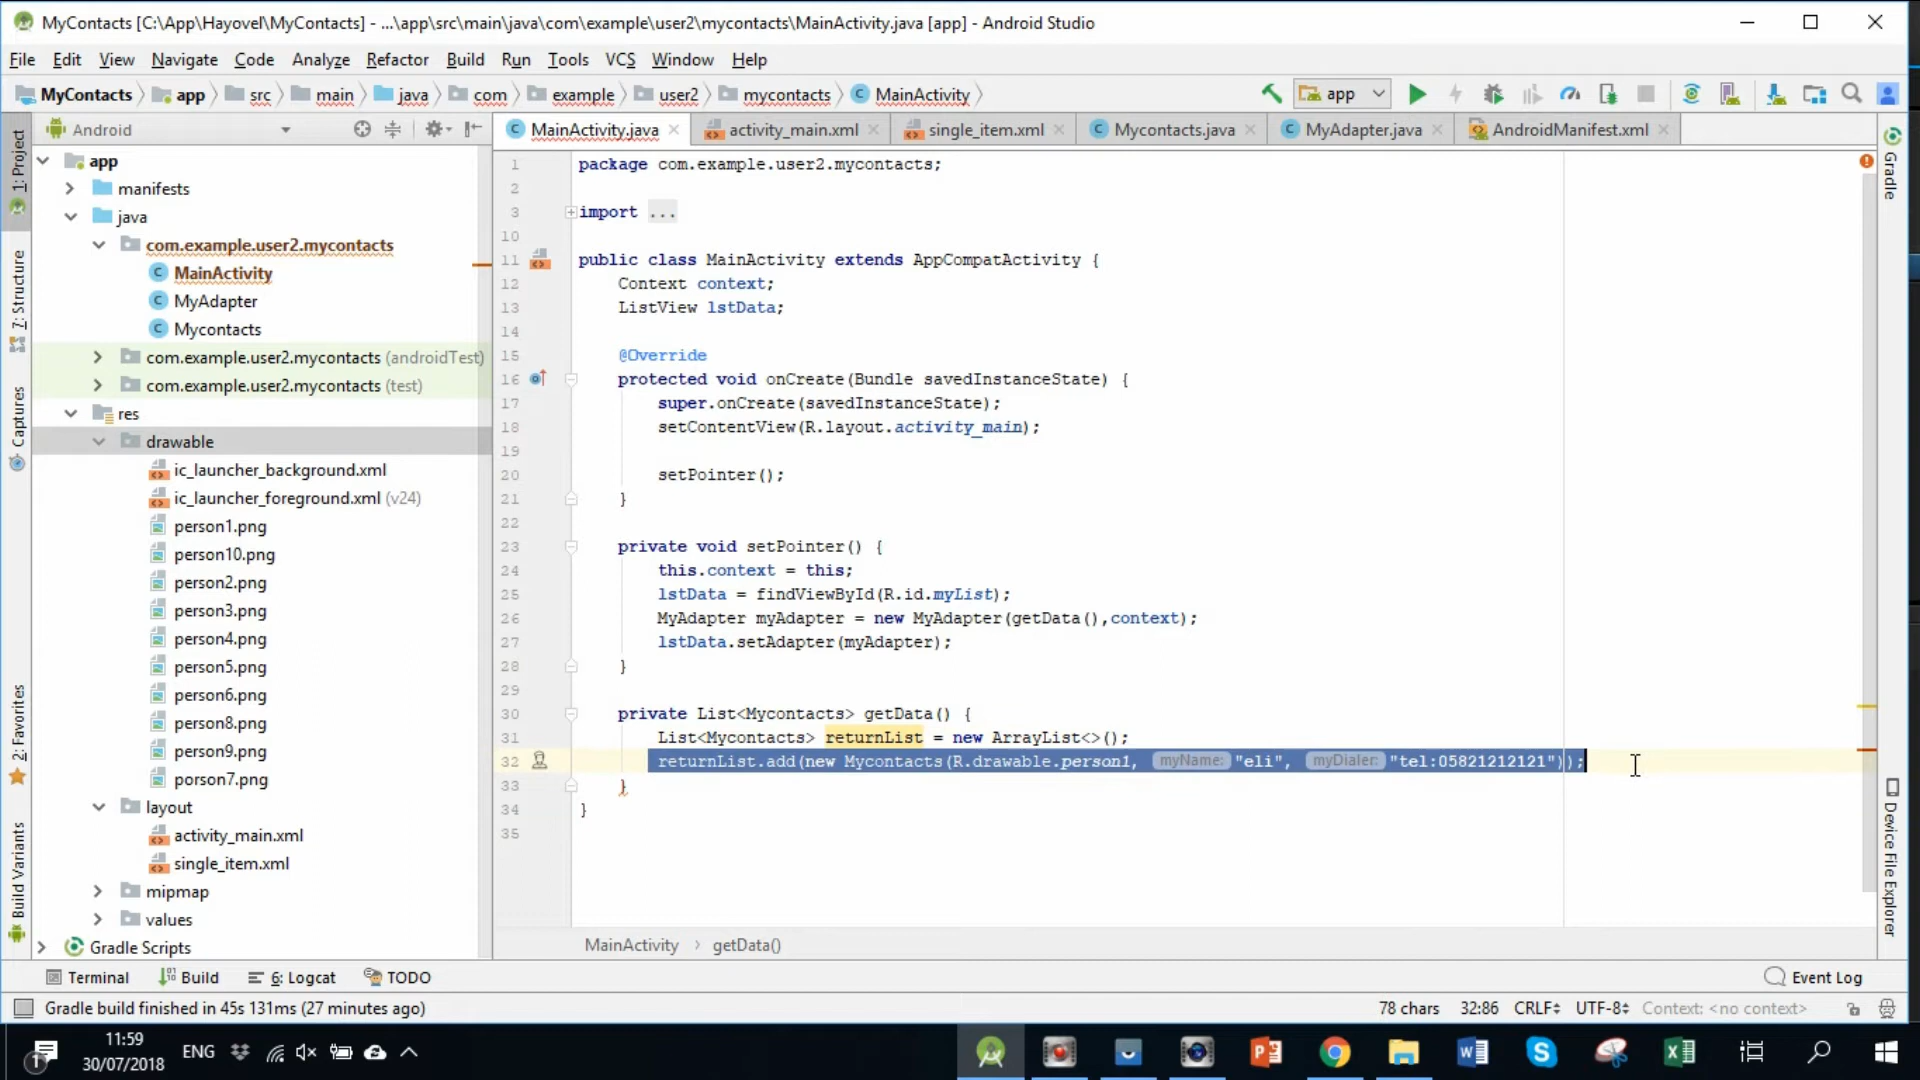 MyContacts [C:\App\Hayovel\MyContacts] - ...\app\src\main\java\com\example\user2\mycontacts\MainActivity.java [app] - Android Studio
File Edit View Navigate Code Analyze Refactor Build Run Tools VCS Window Help
MyContacts app src main java com example user2 mycontacts MainActivity app
Android
MainActivity.java activity_main.xml single_item.xml Mycontacts.java MyAdapter.java AndroidManifest.xml
1: Project
7: Structure
Captures
2: Favorites
Build Variants
app
manifests
java
com.example.user2.mycontacts
MainActivity
MyAdapter
Mycontacts
com.example.user2.mycontacts (androidTest)
com.example.user2.mycontacts (test)
res
drawable
ic_launcher_background.xml
ic_launcher_foreground.xml (v24)
person1.png
person10.png
person2.png
person3.png
person4.png
person5.png
person6.png
person8.png
person9.png
porson7.png
layout
activity_main.xml
single_item.xml
mipmap
values
Gradle Scripts
1 package com.example.user2.mycontacts;
2
3 import ...
10
11 public class MainActivity extends AppCompatActivity {
12 Context context;
13 ListView lstData;
14
15 @Override
16 protected void onCreate(Bundle savedInstanceState) {
17 super.onCreate(savedInstanceState);
18 setContentView(R.layout.activity_main);
19
20 setPointer();
21 }
22
23 private void setPointer() {
24 this.context = this;
25 lstData = findViewById(R.id.myList);
26 MyAdapter myAdapter = new MyAdapter(getData(),context);
27 lstData.setAdapter(myAdapter);
28 }
29
30 private List<Mycontacts> getData() {
31 List<Mycontacts> returnList = new ArrayList<>();
32 returnList.add(new Mycontacts(R.drawable.person1, myName: "eli", myDialer: "tel:05821212121"));
33 }
34 }
35
MainActivity > getData()
Gradle
Device File Explorer
Terminal Build 6: Logcat TODO Event Log
Gradle build finished in 45s 131ms (27 minutes ago) 78 chars 32:86 CRLF UTF-8 Context: <no context>
1 11:59
30/07/2018
ENG